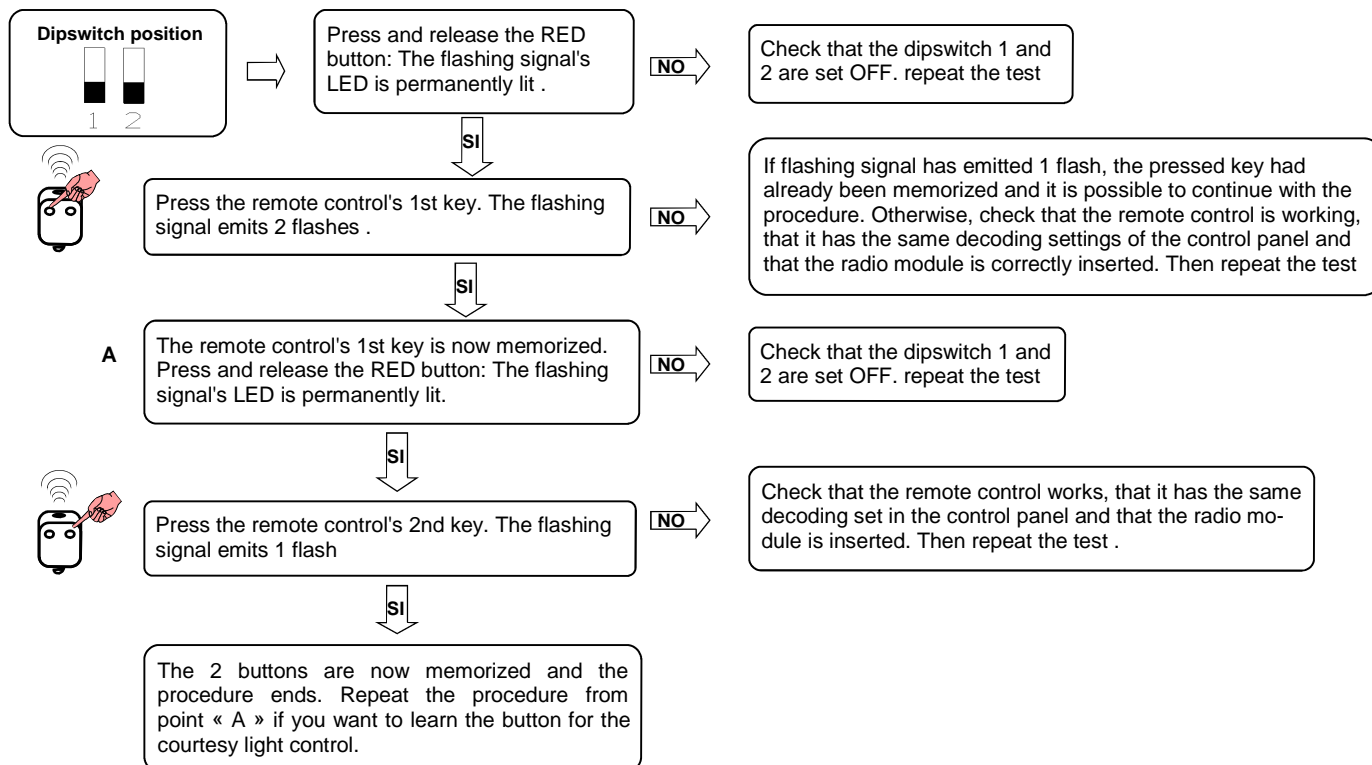 Dipswitch position
1 2
Press and release the RED
button: The flashing signal's
LED is permanently lit .
NO
Check that the dipswitch 1 and
2 are set OFF. repeat the test
SI
Press the remote control's 1st key. The flashing
signal emits 2 flashes .
NO
If flashing signal has emitted 1 flash, the pressed key had
already been memorized and it is possible to continue with the
procedure. Otherwise, check that the remote control is working,
that it has the same decoding settings of the control panel and
that the radio module is correctly inserted. Then repeat the test
SI
A
The remote control's 1st key is now memorized.
Press and release the RED button: The flashing
signal's LED is permanently lit.
NO
Check that the dipswitch 1 and
2 are set OFF. repeat the test
SI
Press the remote control's 2nd key. The flashing
signal emits 1 flash
NO
Check that the remote control works, that it has the same
decoding set in the control panel and that the radio mo-
dule is inserted. Then repeat the test .
SI
The 2 buttons are now memorized and the
procedure ends. Repeat the procedure from
point « A » if you want to learn the button for the
courtesy light control.